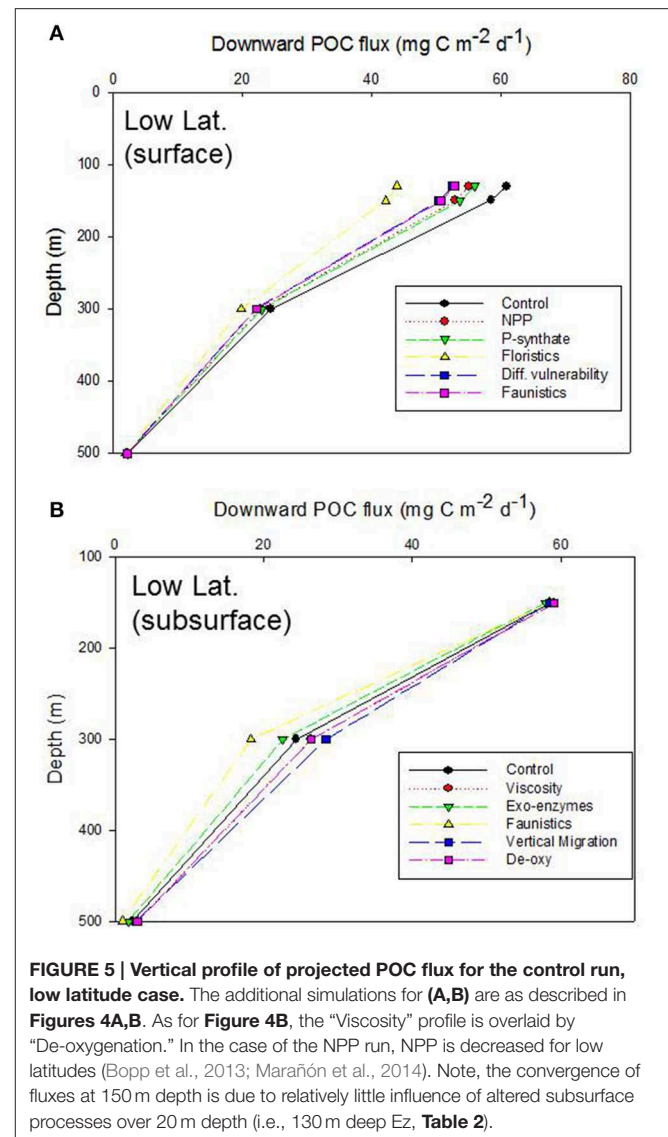 A
Downward POC flux (mg C m⁻² d⁻¹)
0 20 40 60 80
0
100
200
300
400
500
Depth (m)
Low Lat.
(surface)
Control
NPP
P-synthate
Floristics
Diff. vulnerability
Faunistics
B
Downward POC flux (mg C m⁻² d⁻¹)
0 20 40 60
100
200
300
400
500
Depth (m)
Low Lat.
(subsurface)
Control
Viscosity
Exo-enzymes
Faunistics
Vertical Migration
De-oxy
FIGURE 5 | Vertical profile of projected POC flux for the control run,
low latitude case. The additional simulations for (A,B) are as described in
Figures 4A,B. As for Figure 4B, the “Viscosity” profile is overlaid by
“De-oxygenation.” In the case of the NPP run, NPP is decreased for low
latitudes (Bopp et al., 2013; Marañón et al., 2014). Note, the convergence of
fluxes at 150 m depth is due to relatively little influence of altered subsurface
processes over 20 m depth (i.e., 130 m deep Ez, Table 2).